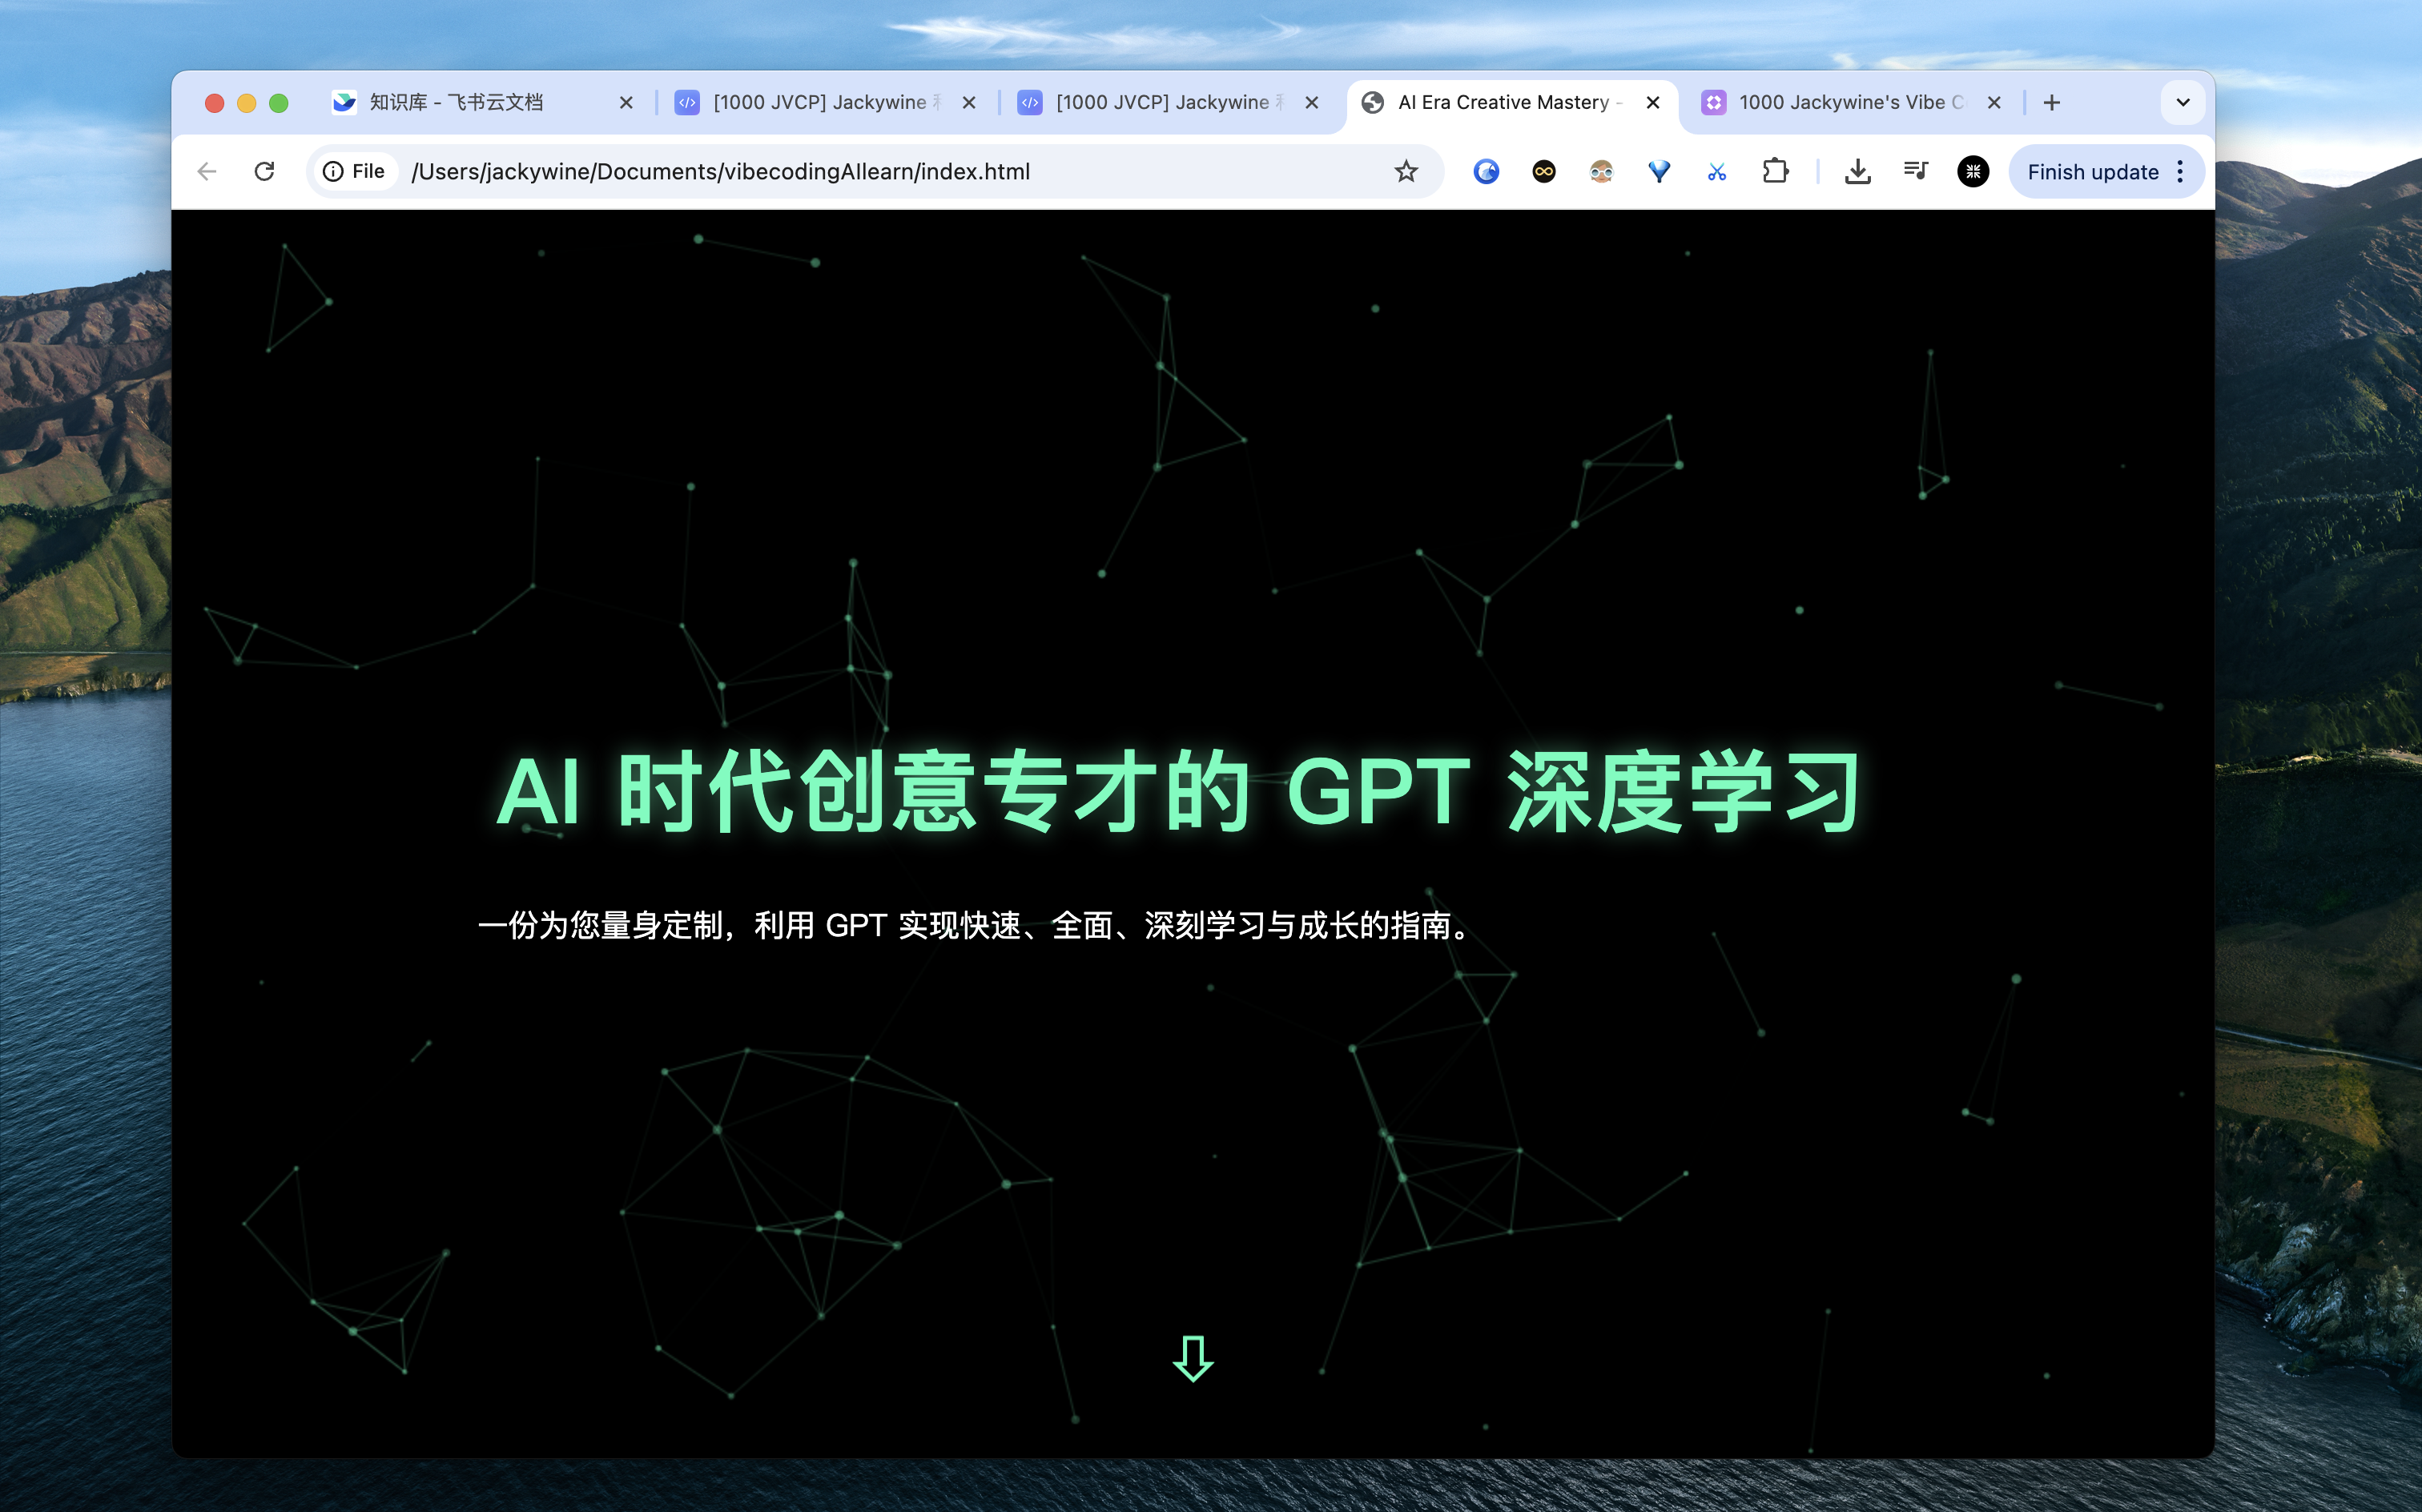 知识库 - 飞书云文档
[1000 JVCP] Jackywine
[1000 JVCP] Jackywine
AI Era Creative Mastery -
1000 Jackywine's Vibe C
File
/Users/jackywine/Documents/vibecodingAIlearn/index.html
Finish update
AI 时代创意专才的 GPT 深度学习
一份为您量身定制，利用 GPT 实现快速、全面、深刻学习与成长的指南。